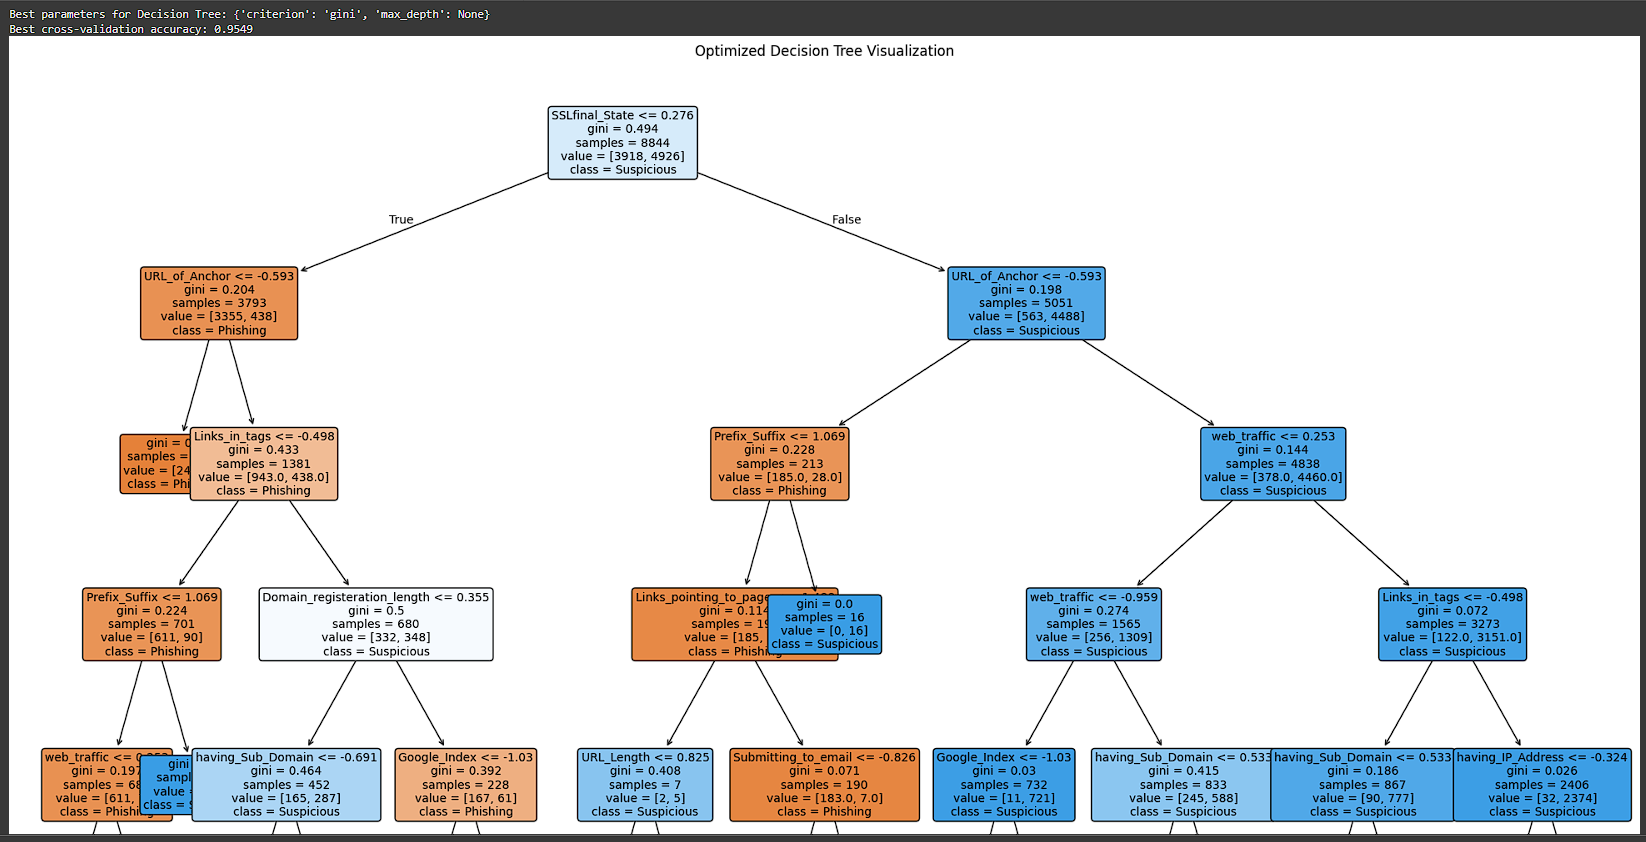 Best parameters for Decision Tree: {'criterion': 'gini', 'max_depth': None}
Best cross-validation accuracy: 0.9549
Optimized Decision Tree Visualization
SSLfinal_State <= 0.276
gini = 0.494
samples = 8844
value = [3918, 4926]
class = Suspicious
True
False
URL_of_Anchor <= -0.593
gini = 0.204
samples = 3793
value = [3355, 438]
class = Phishing
URL_of_Anchor <= -0.593
gini = 0.198
samples = 5051
value = [563, 4488]
class = Suspicious
gini = 0
samples =
value = [24
class = Phi
Links_in_tags <= -0.498
gini = 0.433
samples = 1381
value = [943.0, 438.0]
class = Phishing
Prefix_Suffix <= 1.069
gini = 0.228
samples = 213
value = [185.0, 28.0]
class = Phishing
web_traffic <= 0.253
gini = 0.144
samples = 4838
value = [378.0, 4460.0]
class = Suspicious
Prefix_Suffix <= 1.069
gini = 0.224
samples = 701
value = [611, 90]
class = Phishing
Domain_registeration_length <= 0.355
gini = 0.5
samples = 680
value = [332, 348]
class = Suspicious
Links_pointing_to_page
gini = 0.114
samples = 19
value = [185,
class = Phishing
gini = 0.0
samples = 16
value = [0, 16]
class = Suspicious
web_traffic <= -0.959
gini = 0.274
samples = 1565
value = [256, 1309]
class = Suspicious
Links_in_tags <= -0.498
gini = 0.072
samples = 3273
value = [122.0, 3151.0]
class = Suspicious
web_traffic <=
gini = 0.197
samples = 68
value = [611,
class = Phishing
gini
sampl
value =
class = S
having_Sub_Domain <= -0.691
gini = 0.464
samples = 452
value = [165, 287]
class = Suspicious
Google_Index <= -1.03
gini = 0.392
samples = 228
value = [167, 61]
class = Phishing
URL_Length <= 0.825
gini = 0.408
samples = 7
value = [2, 5]
class = Suspicious
Submitting_to_email <= -0.826
gini = 0.071
samples = 190
value = [183.0, 7.0]
class = Phishing
Google_Index <= -1.03
gini = 0.03
samples = 732
value = [11, 721]
class = Suspicious
having_Sub_Domain <= 0.533
gini = 0.415
samples = 833
value = [245, 588]
class = Suspicious
having_Sub_Domain <= 0.533
gini = 0.186
samples = 867
value = [90, 777]
class = Suspicious
having_IP_Address <= -0.324
gini = 0.026
samples = 2406
value = [32, 2374]
class = Suspicious